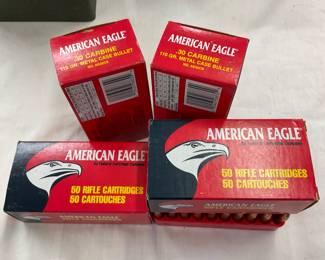 AMERICAN EAGLE
.30 CARBINE
110 GR. METAL CASE BULLET
AMERICAN EAGLE
.30 CARBINE
110 GR. METAL CASE BULLET
AMERICAN EAGLE
50 RIFLE CARTRIDGES
50 CARTOUCHES
AMERICAN EAGLE
50 RIFLE CARTRIDGES
50 CARTOUCHES